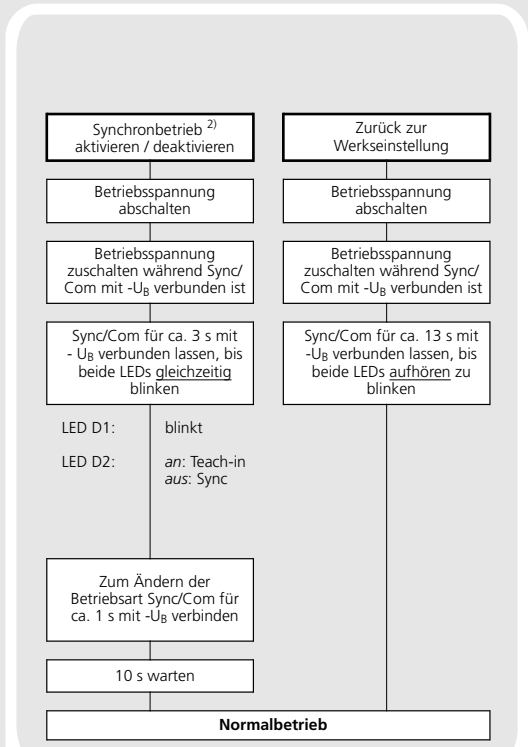 Synchronbetrieb 2)
aktivieren / deaktivieren
Betriebsspannung
abschalten
Betriebsspannung
zuschalten während Sync/
Com mit -UB verbunden ist
Sync/Com für ca. 3 s mit
- UB verbunden lassen, bis
beide LEDs gleichzeitig
blinken
LED D1: blinkt
LED D2: an: Teach-in
aus: Sync
Zum Ändern der
Betriebsart Sync/Com für
ca. 1 s mit -UB verbinden
10 s warten
Zurück zur
Werkseinstellung
Betriebsspannung
abschalten
Betriebsspannung
zuschalten während Sync/
Com mit -UB verbunden ist
Sync/Com für ca. 13 s mit
-UB verbunden lassen, bis
beide LEDs aufhören zu
blinken
Normalbetrieb